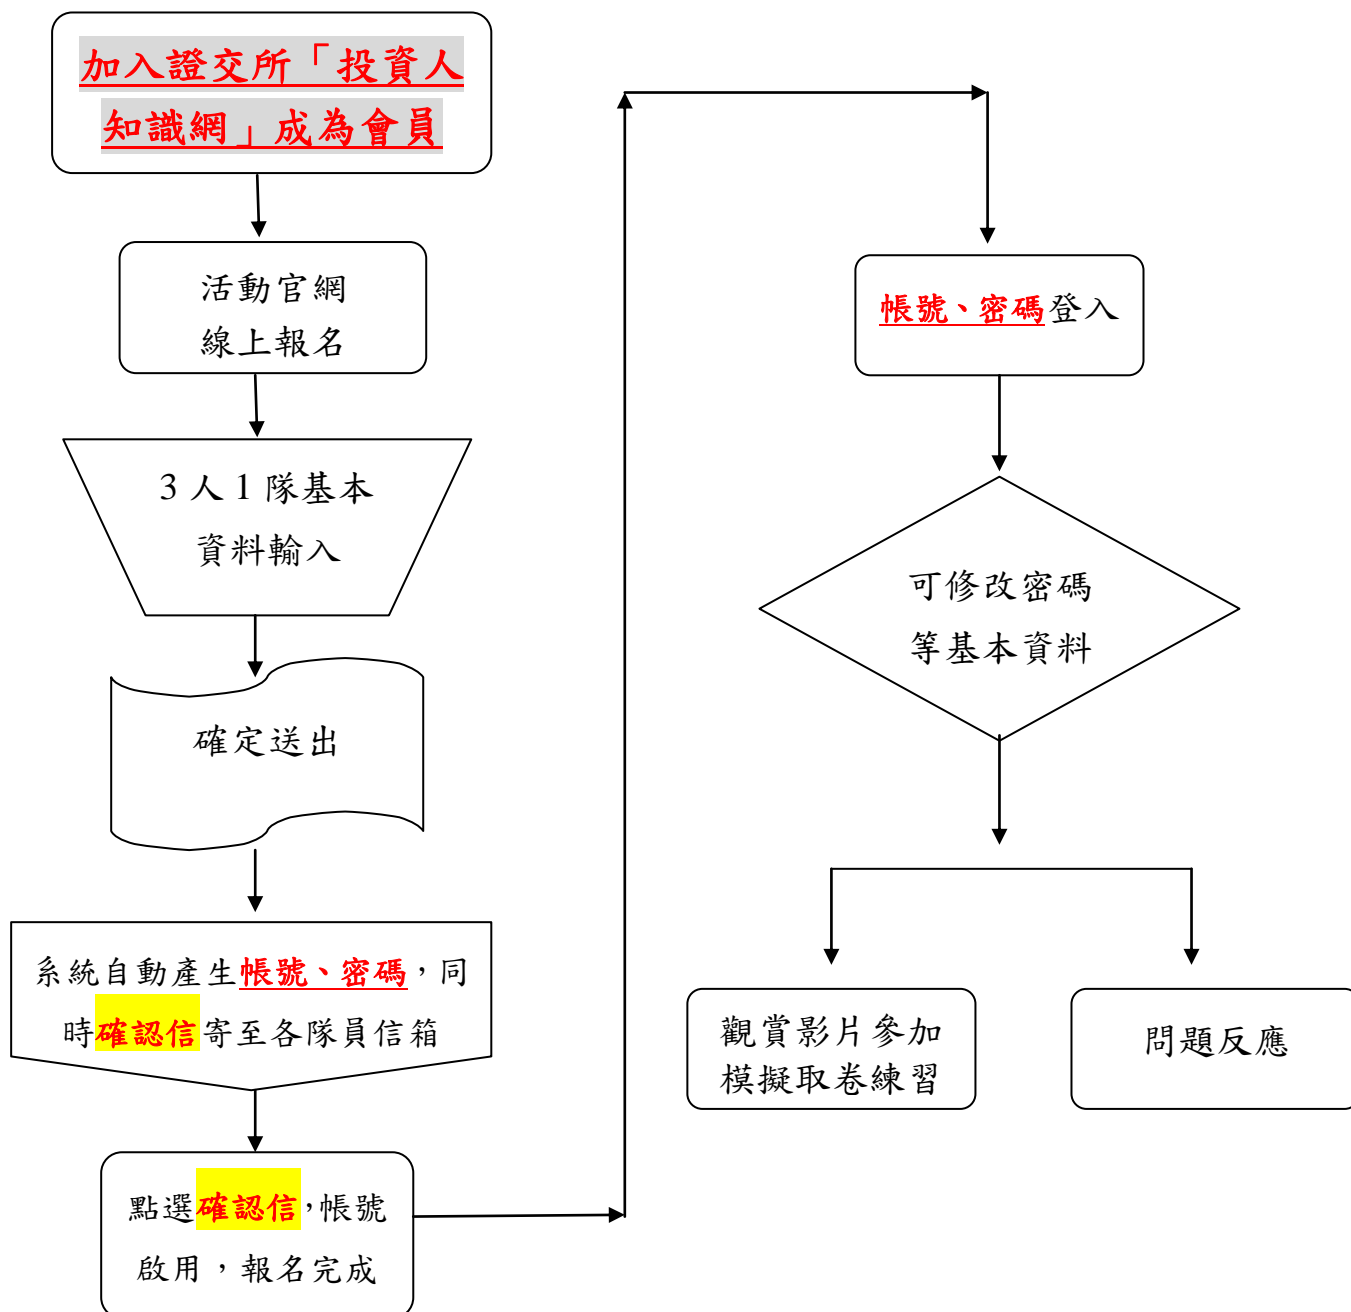 加入證交所「投資人
知識網」成為會員
活動官網
線上報名
3 人 1 隊基本
資料輸入
確定送出
系統自動產生帳號、密碼，同
時確認信寄至各隊員信箱
點選確認信，帳號
啟用，報名完成
帳號、密碼登入
可修改密碼
等基本資料
觀賞影片參加
模擬取卷練習
問題反應